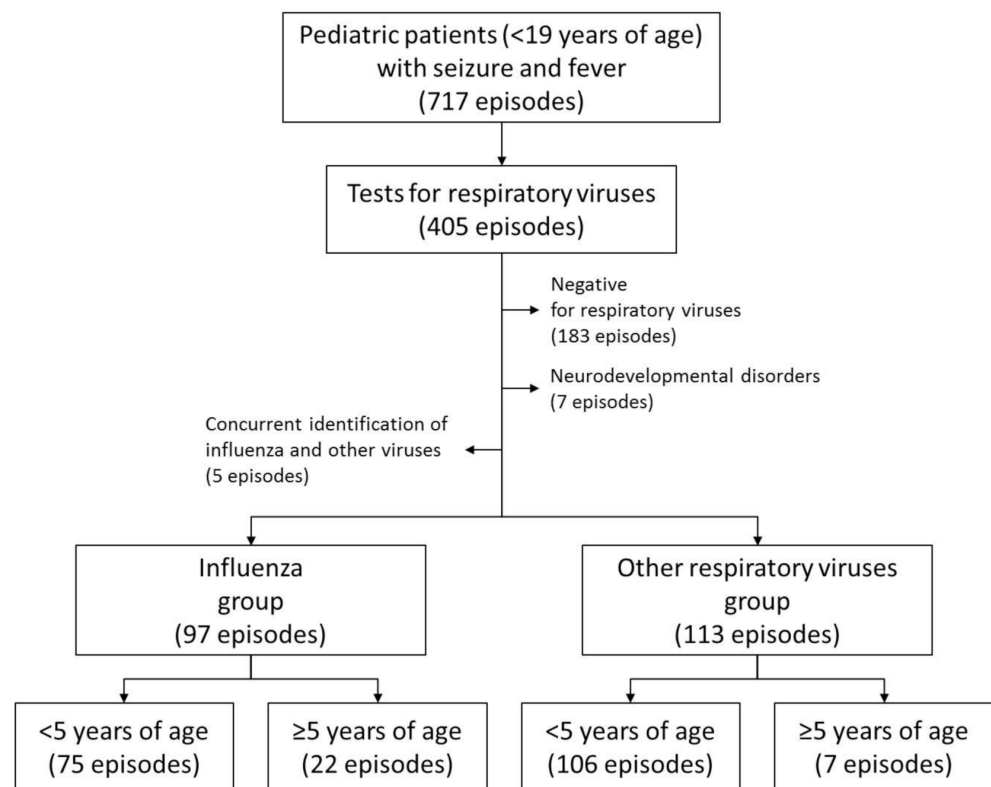 Pediatric patients (<19 years of age)
with seizure and fever
(717 episodes)
Tests for respiratory viruses
(405 episodes)
Negative
for respiratory viruses
(183 episodes)
Neurodevelopmental disorders
(7 episodes)
Concurrent identification of
influenza and other viruses
(5 episodes)
Influenza
group
(97 episodes)
Other respiratory viruses
group
(113 episodes)
<5 years of age
(75 episodes)
≥5 years of age
(22 episodes)
<5 years of age
(106 episodes)
≥5 years of age
(7 episodes)